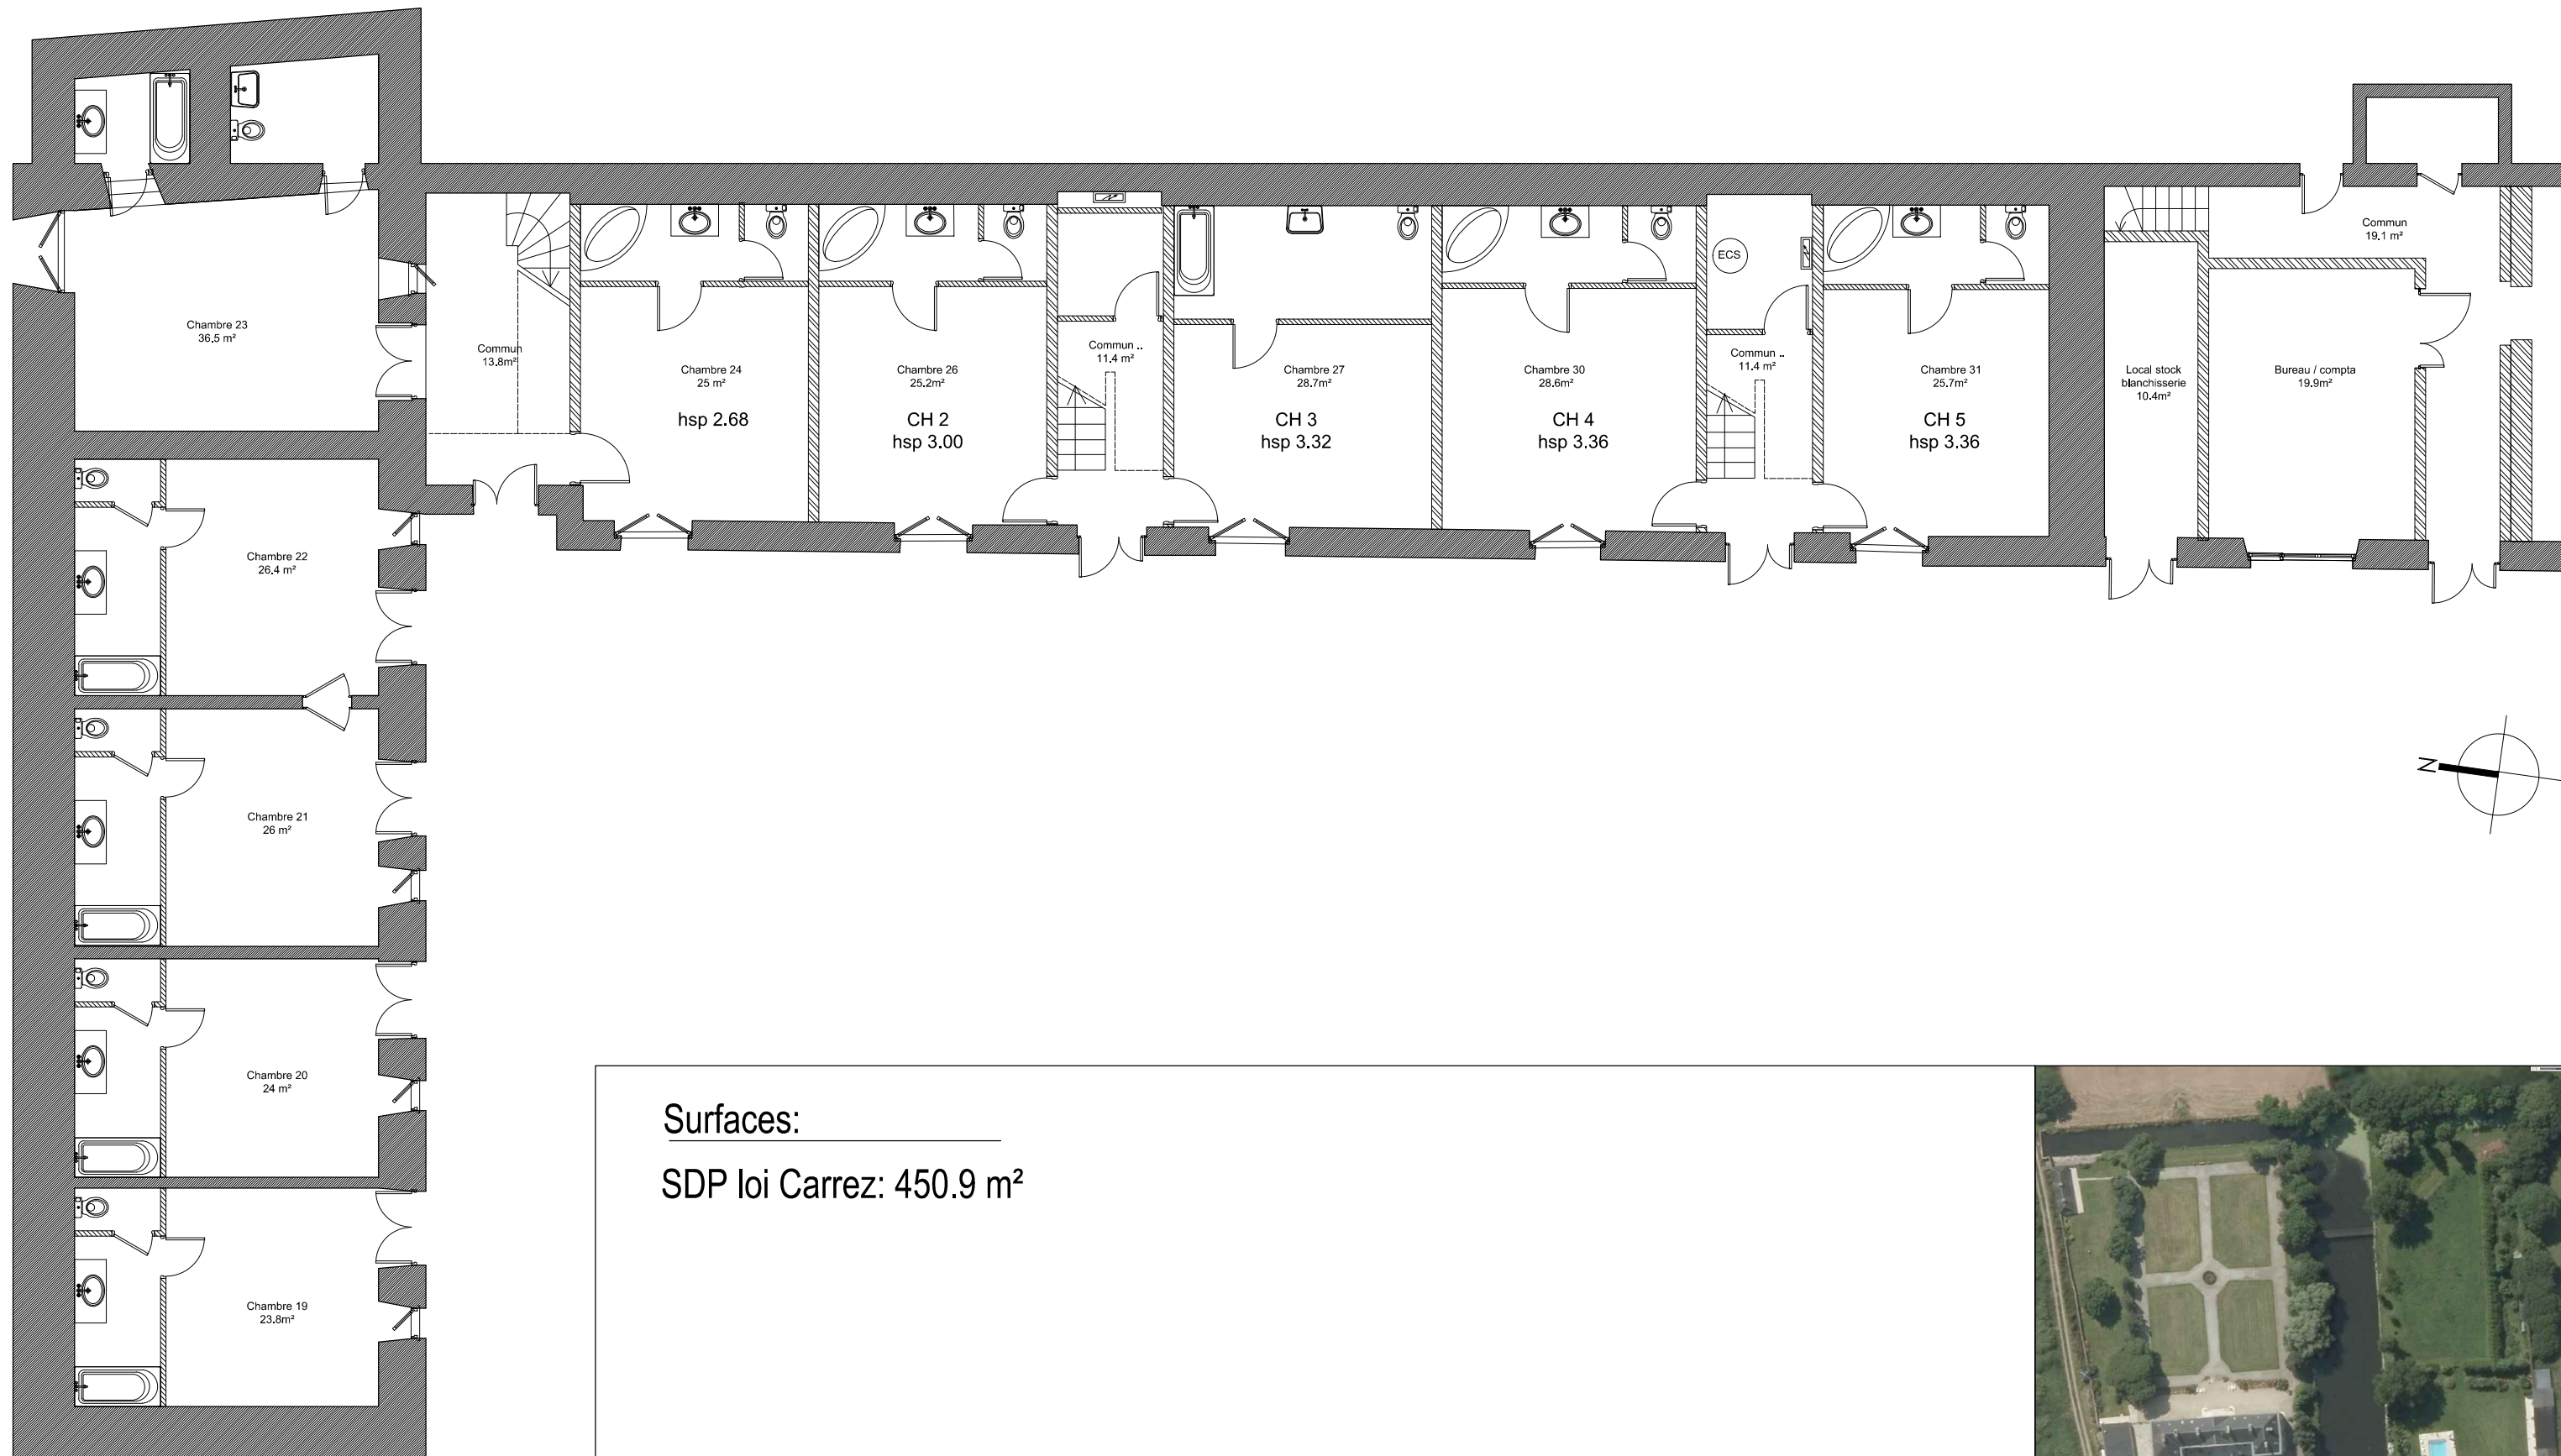 Commun
19.1 m²
ECS
Chambre 23
36.5 m²
Commun
13.8m²
Commun ..
11.4 m²
Commun ..
11.4 m²
Chambre 24
25 m²
hsp 2.68
Chambre 26
25.2m²
CH 2
hsp 3.00
Chambre 27
28.7m²
CH 3
hsp 3.32
Chambre 30
28.6m²
CH 4
hsp 3.36
Chambre 31
25.7m²
CH 5
hsp 3.36
Local stock
blanchisserie
10.4m²
Bureau / compta
19.9m²
Chambre 22
26.4 m²
N
Chambre 21
26 m²
Chambre 20
24 m²
Surfaces:
SDP loi Carrez: 450.9 m²
Chambre 19
23.8m²